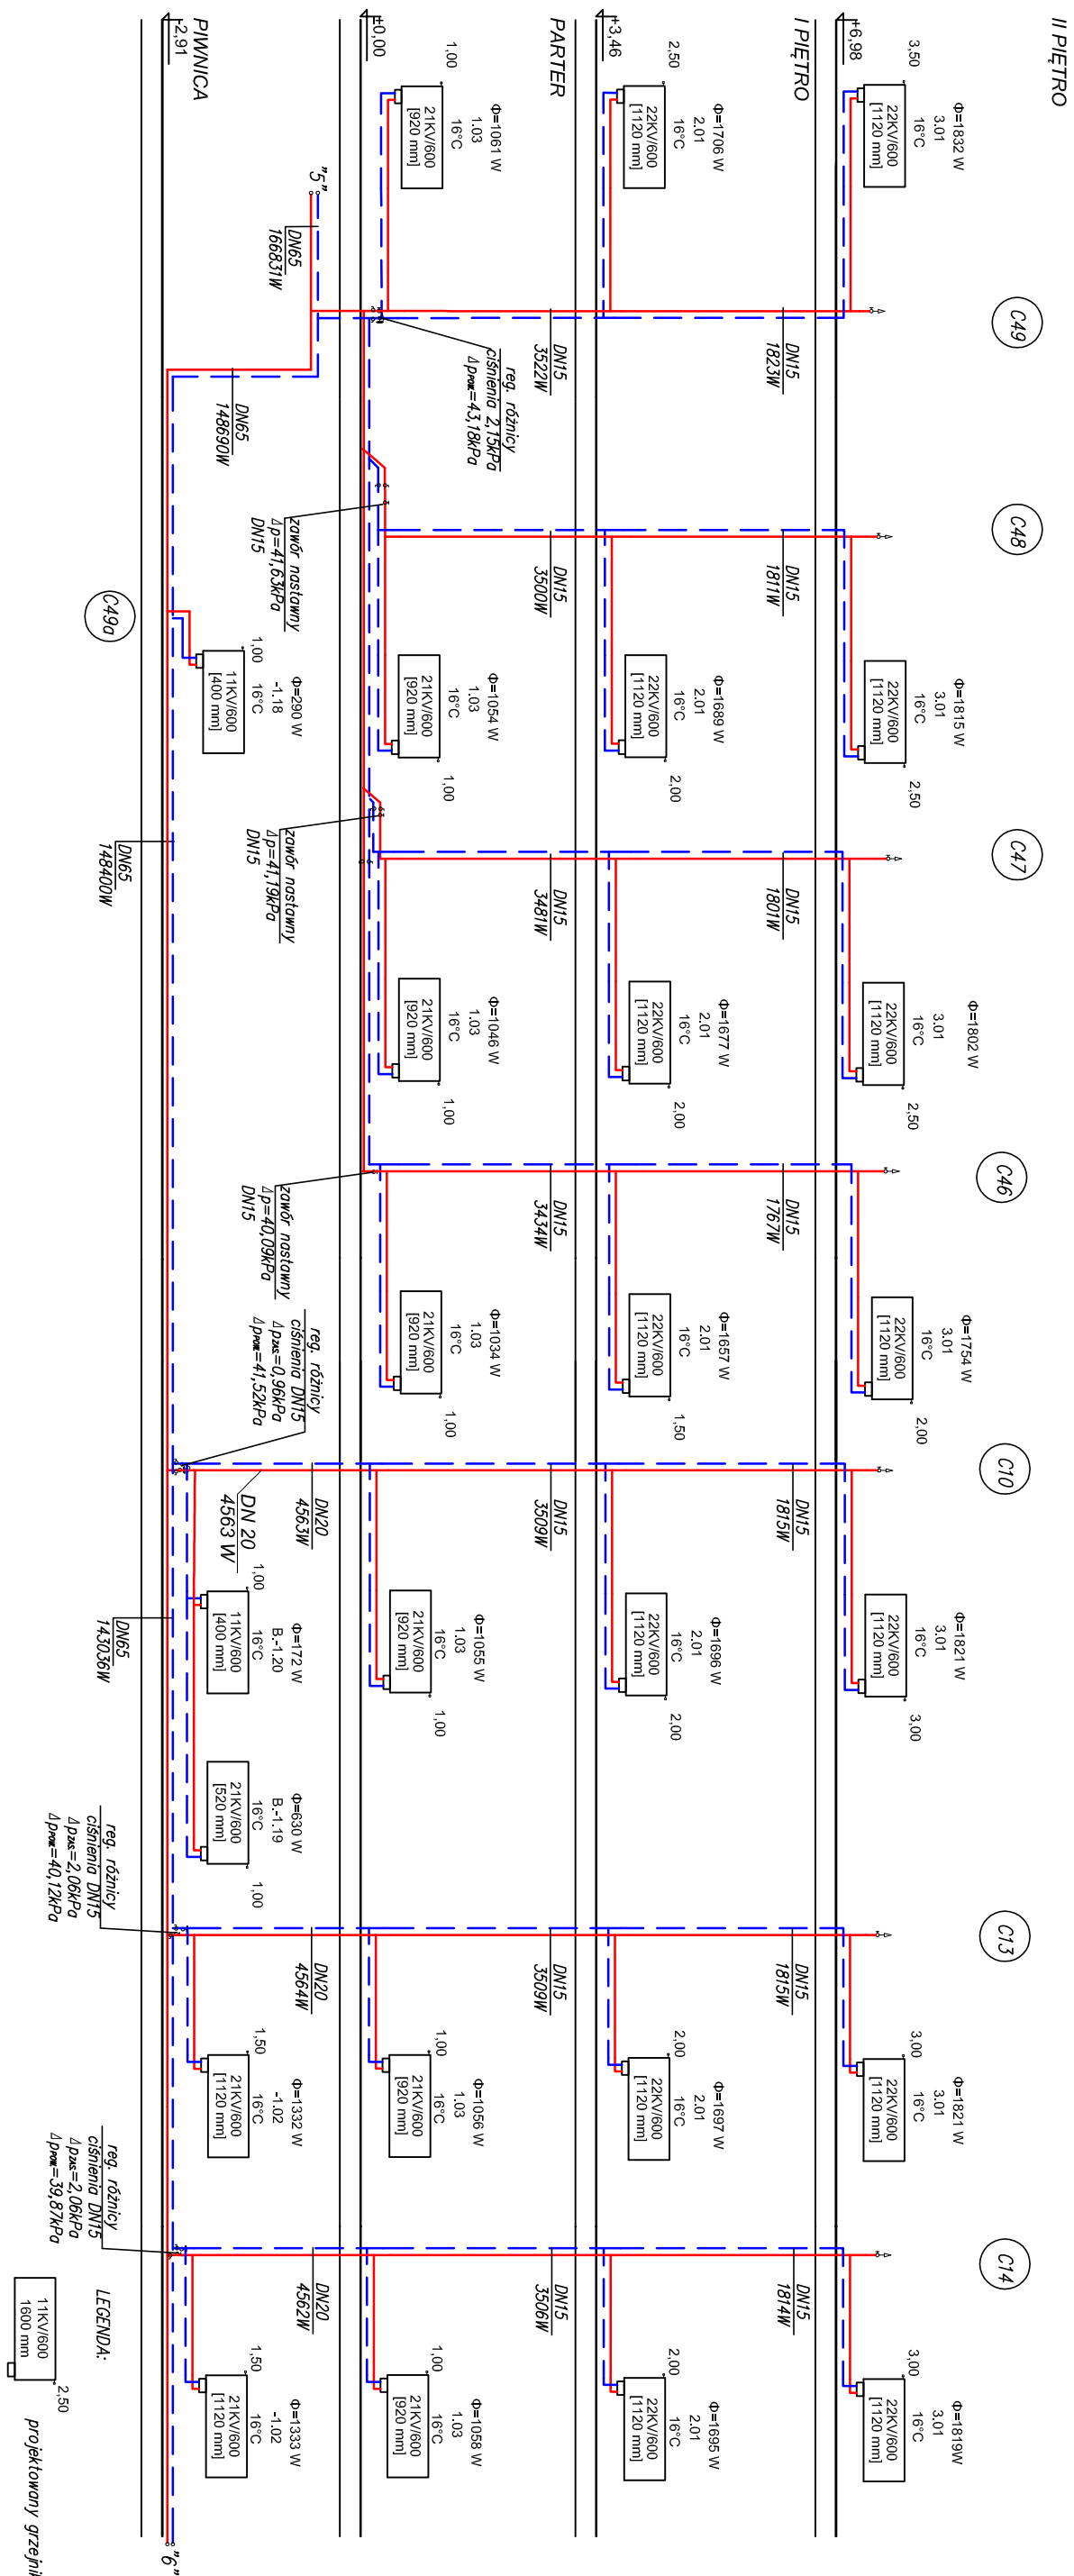 II PIĘTRO
C49
C48
C47
C46
C10
C13
C14
+6,98
3,50
Φ=1832 W
3.01
16°C
22KV/600
[1120 mm]
Φ=1815 W
3.01
16°C
22KV/600
[1120 mm]
2,50
Φ=1802 W
3.01
16°C
22KV/600
[1120 mm]
2,50
Φ=1754 W
3.01
16°C
22KV/600
[1120 mm]
2,00
Φ=1821 W
3.01
16°C
22KV/600
[1120 mm]
3,00
3,00
Φ=1821 W
3.01
16°C
22KV/600
[1120 mm]
3,00
Φ=1819W
3.01
16°C
22KV/600
[1120 mm]
I PIĘTRO
DN15
1823W
DN15
1811W
DN15
1801W
DN15
1767W
DN15
1815W
DN15
1815W
DN15
1814W
+3,46
2,50
Φ=1706 W
2.01
16°C
22KV/600
[1120 mm]
Φ=1689 W
2.01
16°C
22KV/600
[1120 mm]
2,00
Φ=1677 W
2.01
16°C
22KV/600
[1120 mm]
2,00
Φ=1657 W
2.01
16°C
22KV/600
[1120 mm]
1,50
Φ=1696 W
2.01
16°C
22KV/600
[1120 mm]
2,00
2,00
Φ=1697 W
2.01
16°C
22KV/600
[1120 mm]
2,00
Φ=1695 W
2.01
16°C
22KV/600
[1120 mm]
PARTER
DN15
3522W
DN15
3500W
DN15
3481W
DN15
3434W
DN15
3509W
DN15
3509W
DN15
3506W
reg. różnicy
ciśnienia 2,15kPa
ΔpPOM.=43,18kPa
±0,00
1,00
Φ=1061 W
1.03
16°C
21KV/600
[920 mm]
Φ=1054 W
1.03
16°C
21KV/600
[920 mm]
1,00
Φ=1046 W
1.03
16°C
21KV/600
[920 mm]
1,00
Φ=1034 W
1.03
16°C
21KV/600
[920 mm]
1,00
Φ=1055 W
1.03
16°C
21KV/600
[920 mm]
1,00
1,00
Φ=1056 W
1.03
16°C
21KV/600
[920 mm]
1,00
Φ=1058 W
1.03
16°C
21KV/600
[920 mm]
PIWNICA
-2,91
"5"
DN65
166831W
DN65
148690W
zawór nastawny
Δp=41,63kPa
DN15
zawór nastawny
Δp=41,19kPa
DN15
zawór nastawny
Δp=40,09kPa
DN15
reg. różnicy
ciśnienia DN15
ΔpZAS.=0,96kPa
ΔpPOM.=41,52kPa
DN20
4563W
DN 20
4563 W
DN20
4564W
DN20
4562W
1,00
Φ=290 W
-1.18
16°C
11KV/600
[400 mm]
1,00
Φ=172 W
B.-1.20
16°C
11KV/600
[400 mm]
Φ=630 W
B.-1.19
16°C
21KV/600
[520 mm]
1,00
1,50
Φ=1332 W
-1.02
16°C
21KV/600
[1120 mm]
1,50
Φ=1333 W
-1.02
16°C
21KV/600
[1120 mm]
C49a
DN65
148400W
DN65
143036W
reg. różnicy
ciśnienia DN15
ΔpZAS.=2,06kPa
ΔpPOM.=40,12kPa
reg. różnicy
ciśnienia DN15
ΔpZAS.=2,06kPa
ΔpPOM.=39,87kPa
"6"
LEGENDA:
11KV/600
1600 mm
2,50
projektowany grzejnik